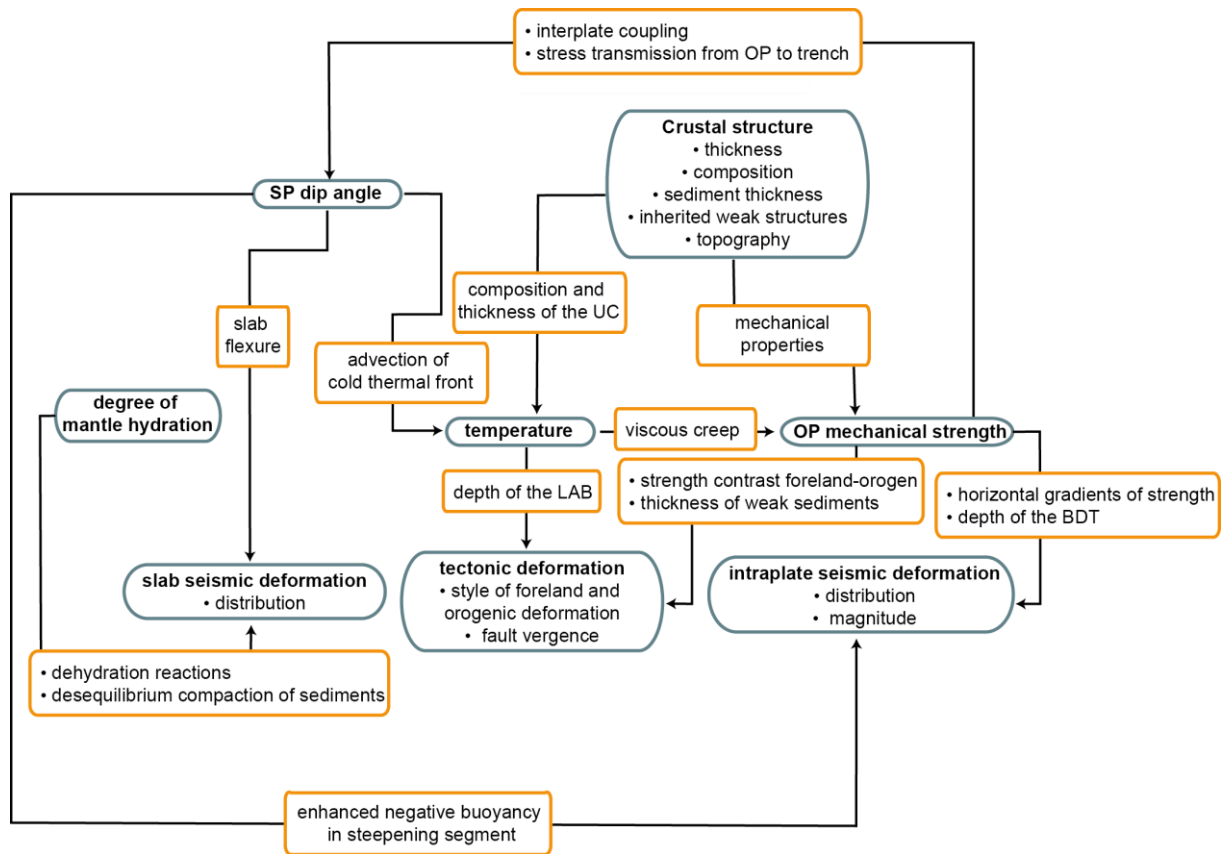 • interplate coupling
• stress transmission from OP to trench
Crustal structure
• thickness
• composition
• sediment thickness
• inherited weak structures
• topography
SP dip angle
composition and
thickness of the UC
slab
flexure
mechanical
properties
advection of
cold thermal front
degree of
mantle hydration
temperature
viscous creep
OP mechanical strength
depth of the LAB
• strength contrast foreland-orogen
• thickness of weak sediments
• horizontal gradients of strength
• depth of the BDT
slab seismic deformation
• distribution
tectonic deformation
• style of foreland and
orogenic deformation
• fault vergence
intraplate seismic deformation
• distribution
• magnitude
• dehydration reactions
• desequilibrium compaction of sediments
enhanced negative buoyancy
in steepening segment